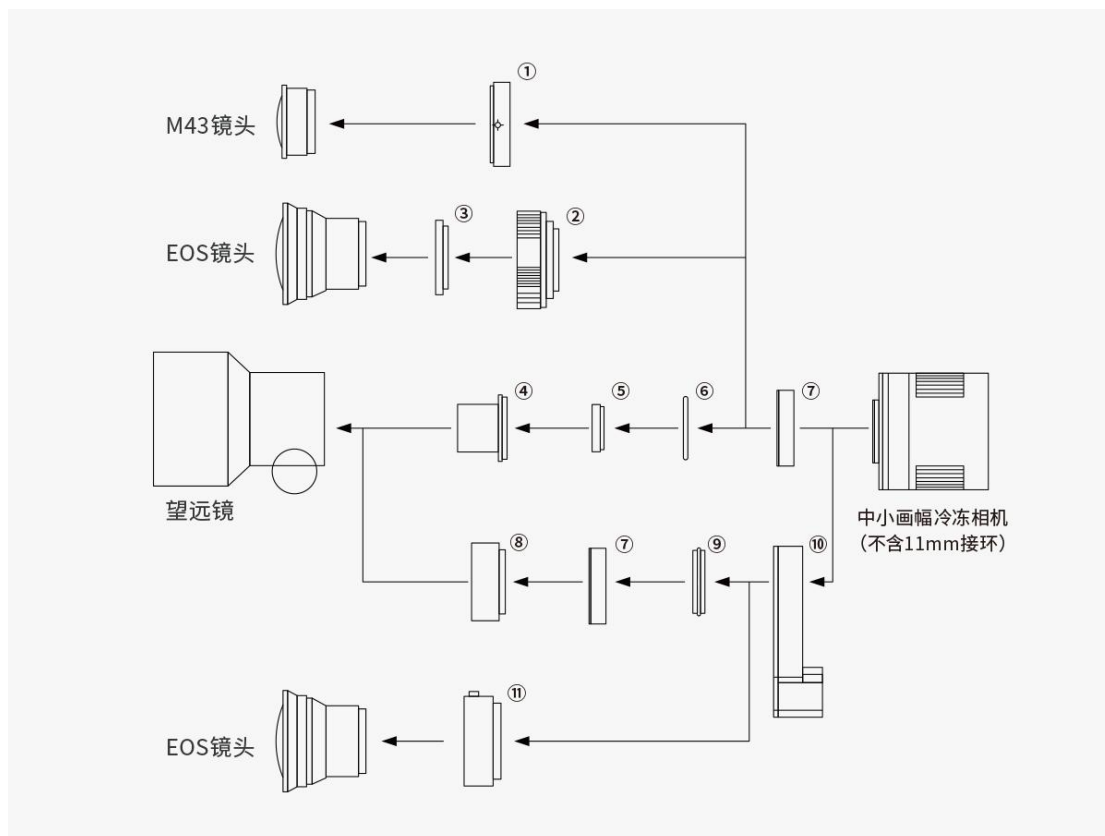 ①
M43镜头
③
②
EOS镜头
④
⑤
⑥
⑦
望远镜
中小画幅冷冻相机
（不含11mm接环）
⑧
⑦
⑨
⑩
⑪
EOS镜头